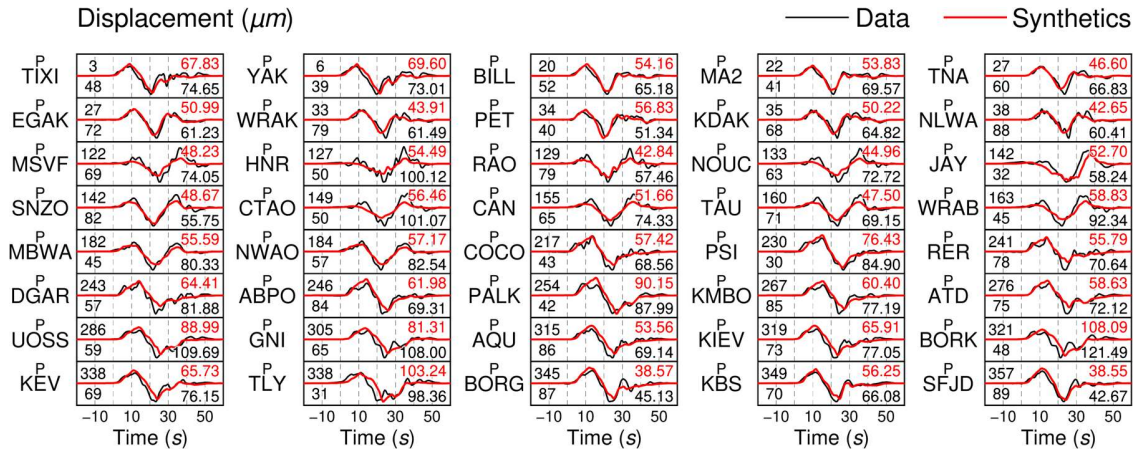 Displacement (μm) Data Synthetics
P 3 67.83 P 6 69.60 P 20 54.16 P 22 53.83 P 27 46.60
TIXI 48 74.65 YAK 39 73.01 BILL 52 65.18 MA2 41 69.57 TNA 60 66.83
P 27 50.99 P 33 43.91 P 34 56.83 P 35 50.22 P 38 42.65
EGAK 72 61.23 WRAK 79 61.49 PET 40 51.34 KDAK 68 64.82 NLWA 88 60.41
P 122 48.23 P 127 54.49 P 129 42.84 P 133 44.96 P 142 52.70
MSVF 69 74.05 HNR 50 100.12 RAO 79 57.46 NOUC 63 72.72 JAY 32 58.24
P 142 48.67 P 149 56.46 P 155 51.66 P 160 47.50 P 163 58.83
SNZO 82 55.75 CTAO 50 101.07 CAN 65 74.33 TAU 71 69.15 WRAB 45 92.34
P 182 55.59 P 184 57.17 P 217 57.42 P 230 76.43 P 241 55.79
MBWA 45 80.33 NWAO 57 82.54 COCO 43 68.56 PSI 30 84.90 RER 78 70.64
P 243 64.41 P 246 61.98 P 254 90.15 P 267 60.40 P 276 58.63
DGAR 57 81.88 ABPO 84 69.31 PALK 42 87.99 KMBO 85 77.19 ATD 75 72.12
P 286 88.99 P 305 81.31 P 315 53.56 P 319 65.91 P 321 108.09
UOSS 59 109.69 GNI 65 108.00 AQU 86 69.14 KIEV 73 77.05 BORK 48 121.49
P 338 65.73 P 338 103.24 P 345 38.57 P 349 56.25 P 357 38.55
KEV 69 76.15 TLY 31 98.36 BORG 87 45.13 KBS 70 66.08 SFJD 89 42.67
−10 10 30 50 −10 10 30 50 −10 10 30 50 −10 10 30 50 −10 10 30 50
Time (s) Time (s) Time (s) Time (s) Time (s)